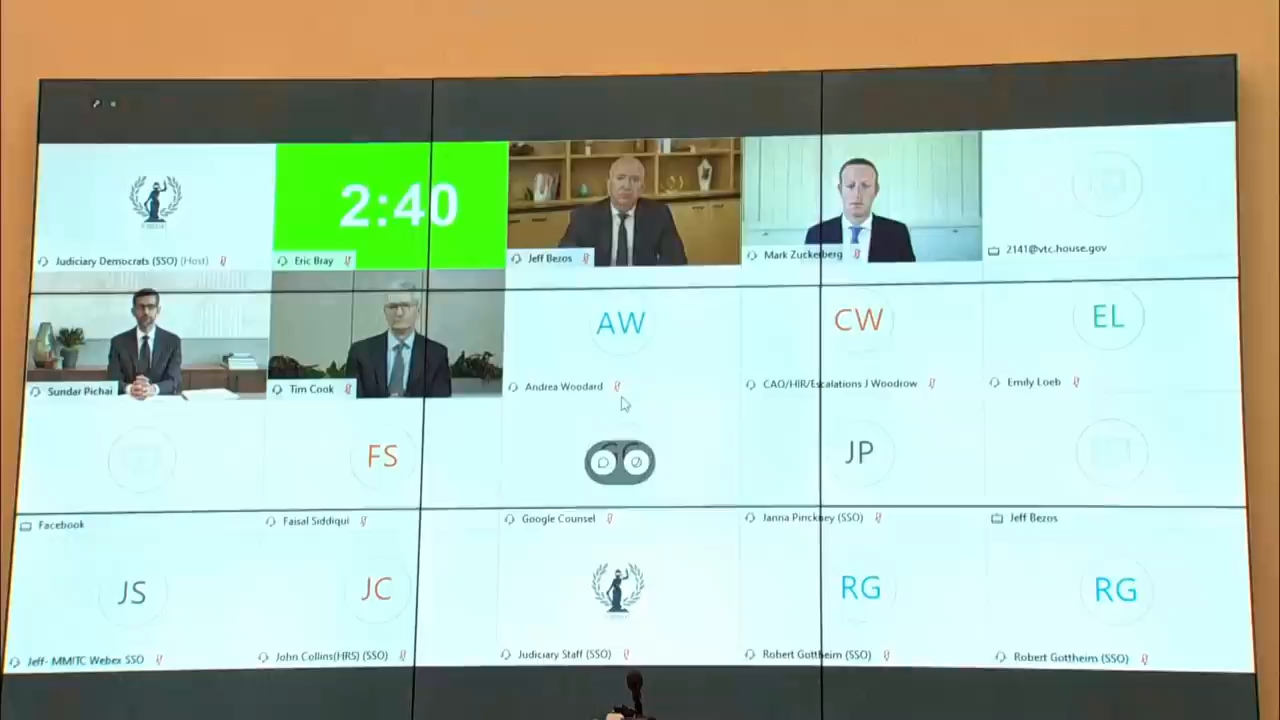 2:40
Judiciary Democrats (SSO) (Host)
Eric Bray
Jeff Bezos
Mark Zuckerberg
2141@vtc.house.gov
AW
CW
EL
Sundar Pichai
Tim Cook
Andrea Woodard
CAO/HIR/Escalations J Woodrow
Emily Loeb
FS
JP
Facebook
Faisal Siddiqui
Google Counsel
Janna Pinckney (SSO)
Jeff Bezos
JS
JC
RG
RG
Jeff- MMITC Webex SSO
John Collins(HRS) (SSO)
Judiciary Staff (SSO)
Robert Gottheim (SSO)
Robert Gottheim (SSO)